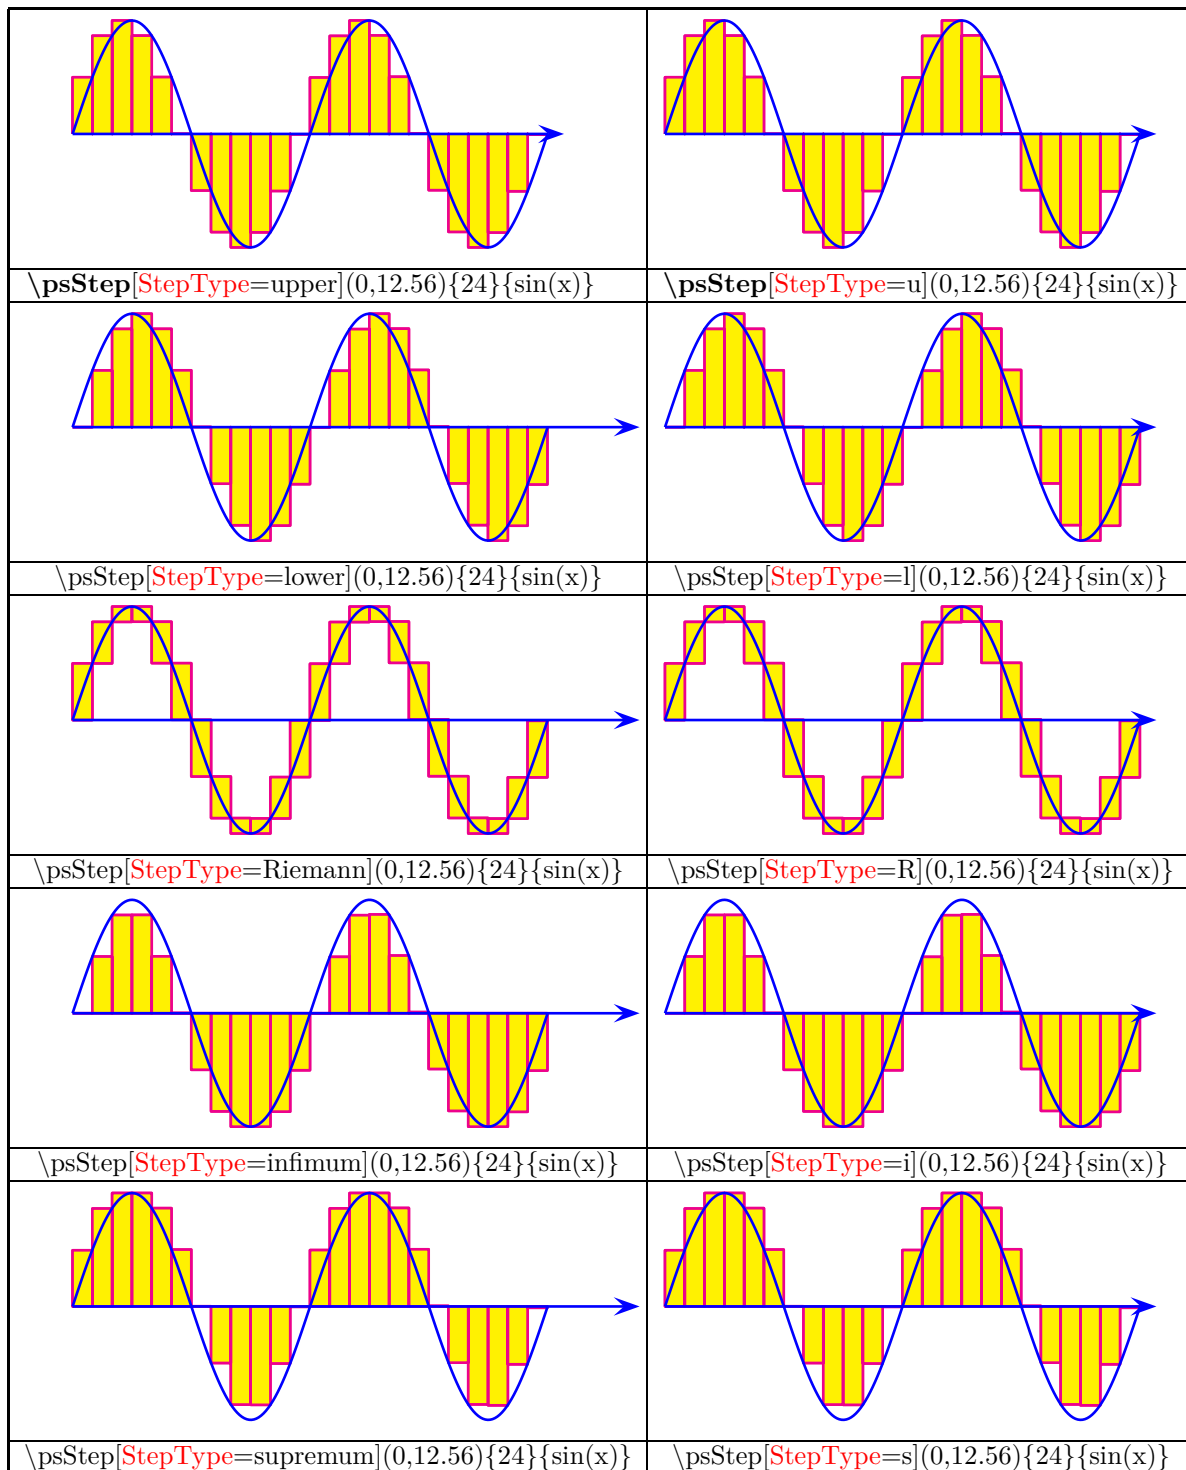 \psStep[StepType=upper](0,12.56){24}{sin(x)}
\psStep[StepType=u](0,12.56){24}{sin(x)}
\psStep[StepType=lower](0,12.56){24}{sin(x)}
\psStep[StepType=l](0,12.56){24}{sin(x)}
\psStep[StepType=Riemann](0,12.56){24}{sin(x)}
\psStep[StepType=R](0,12.56){24}{sin(x)}
\psStep[StepType=infimum](0,12.56){24}{sin(x)}
\psStep[StepType=i](0,12.56){24}{sin(x)}
\psStep[StepType=supremum](0,12.56){24}{sin(x)}
\psStep[StepType=s](0,12.56){24}{sin(x)}